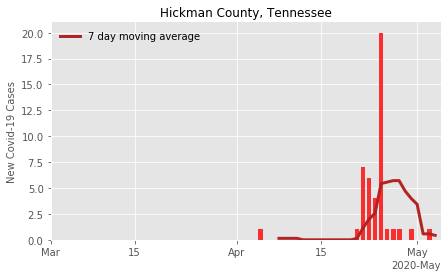 Hickman County, Tennessee
7 day moving average
New Covid-19 Cases
20.0
17.5
15.0
12.5
10.0
7.5
5.0
2.5
0.0
Mar
15
Apr
15
May
2020-May